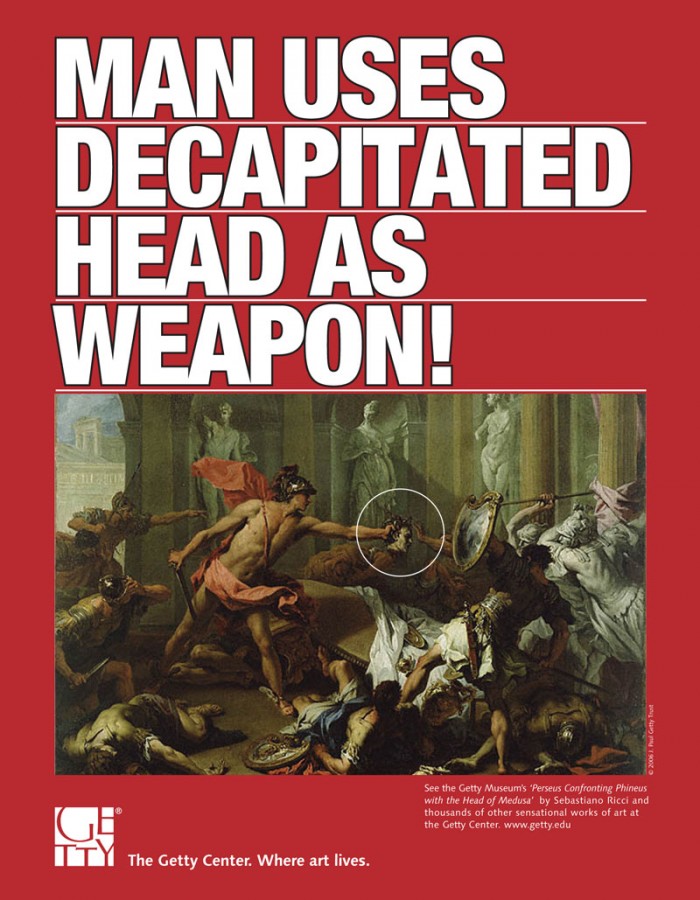 MAN USES
DECAPITATED
HEAD AS
WEAPON!
© 2006 J. Paul Getty Trust
See the Getty Museum's 'Perseus Confronting Phineus
with the Head of Medusa' by Sebastiano Ricci and
thousands of other sensational works of art at
the Getty Center. www.getty.edu
GE®
TTY
The Getty Center. Where art lives.